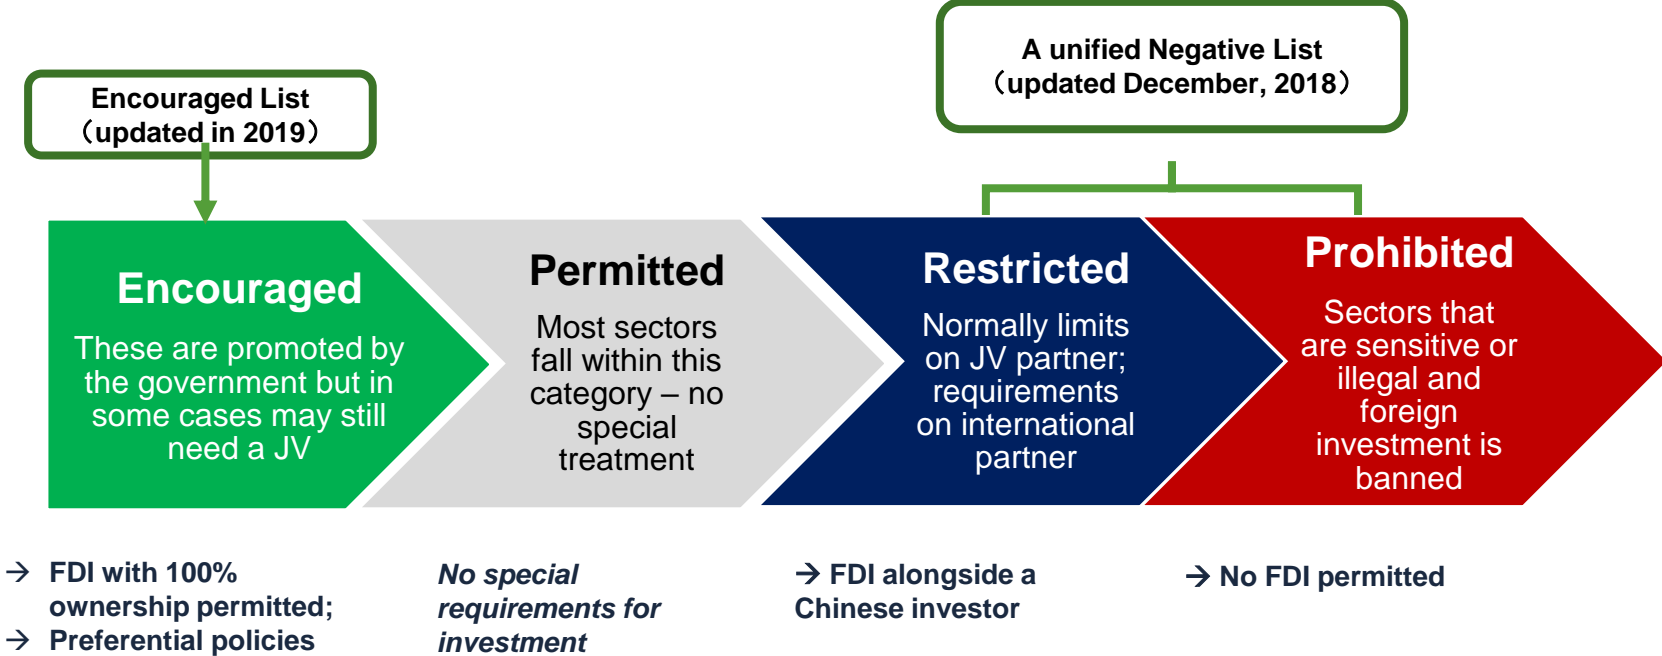 Encouraged List
（updated in 2019）
A unified Negative List
（updated December, 2018）
Encouraged
These are promoted by
the government but in
some cases may still
need a JV
Permitted
Most sectors
fall within this
category – no
special
treatment
Restricted
Normally limits
on JV partner;
requirements
on international
partner
Prohibited
Sectors that
are sensitive or
illegal and
foreign
investment is
banned
→ FDI with 100%
ownership permitted;
→ Preferential policies
No special
requirements for
investment
→ FDI alongside a
Chinese investor
→ No FDI permitted